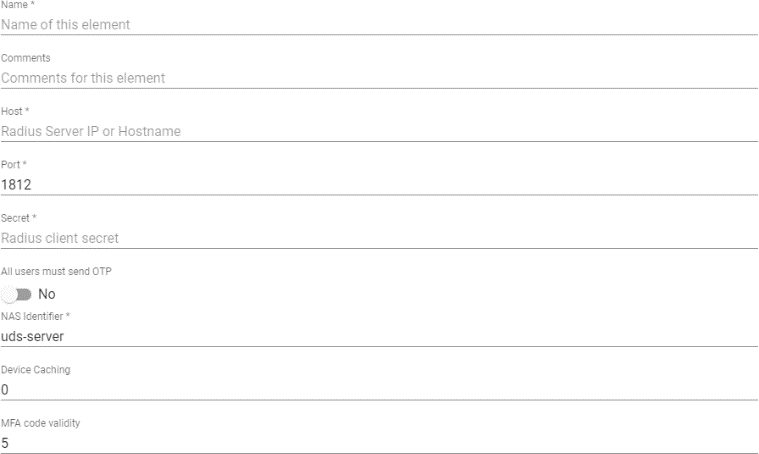 Name *
Name of this element
Comments
Comments for this element
Host *
Radius Server IP or Hostname
Port *
1812
Secret *
Radius client secret
All users must send OTP
No
NAS Identifier *
uds-server
Device Caching
0
MFA code validity
5